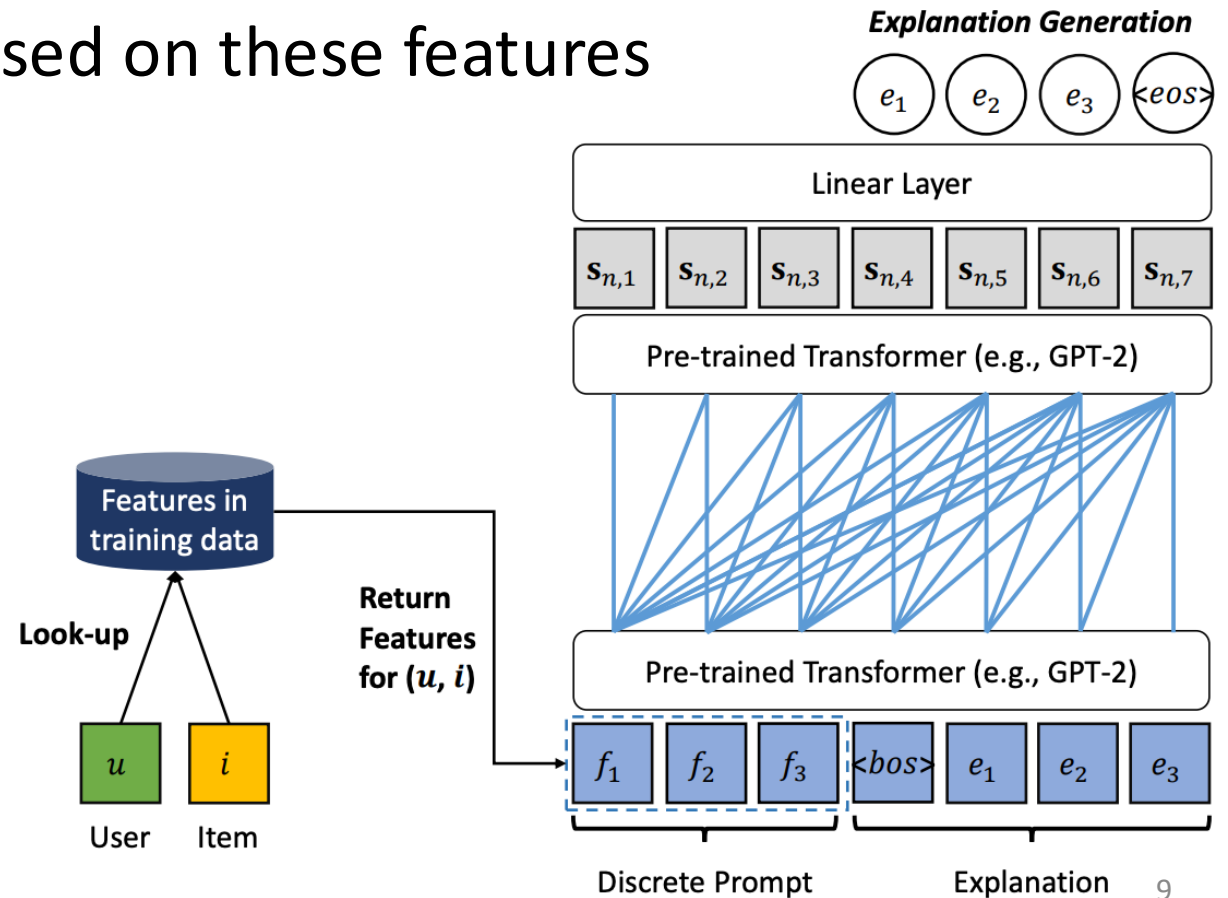 sed on these features
Explanation Generation
e₁ e₂ e₃ <eos>
Linear Layer
sₙ,₁ sₙ,₂ sₙ,₃ sₙ,₄ sₙ,₅ sₙ,₆ sₙ,₇
Pre-trained Transformer (e.g., GPT-2)
Features in
training data
Look-up
Return
Features
for (u, i)
Pre-trained Transformer (e.g., GPT-2)
u i
f₁ f₂ f₃ <bos> e₁ e₂ e₃
User Item
Discrete Prompt Explanation
9